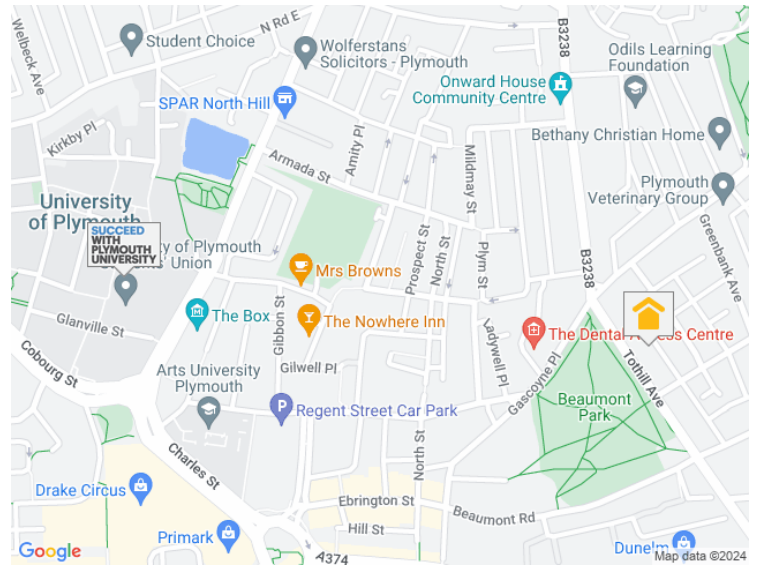 Welbeck Ave
N Rd E
Student Choice
Wolferstans
Solicitors - Plymouth
B3238
Odils Learning
Foundation
Onward House
Community Centre
SPAR North Hill
Kirkby Pl
Amity Pl
Bethany Christian Home
Armada St
Mildmay St
Plymouth
Veterinary Group
University
of Plymouth
SUCCEED
WITH
PLYMOUTH
UNIVERSITY
ty of Plymouth
' Union
Prospect St
North St
Plym St
B3238
Greenbank Ave
Mrs Browns
Glanville St
The Box
Gibbon St
The Nowhere Inn
Ladywell Pl
The Dental A
ss Centre
Cobourg St
Arts University
Plymouth
Gilwell Pl
Gascoyne Pl
Tothill Ave
Beaumont
Park
Regent Street Car Park
Charles St
North St
Drake Circus
Ebrington St
Beaumont Rd
Primark
Hill St
Google
A374
Dunelm
Map data ©2024